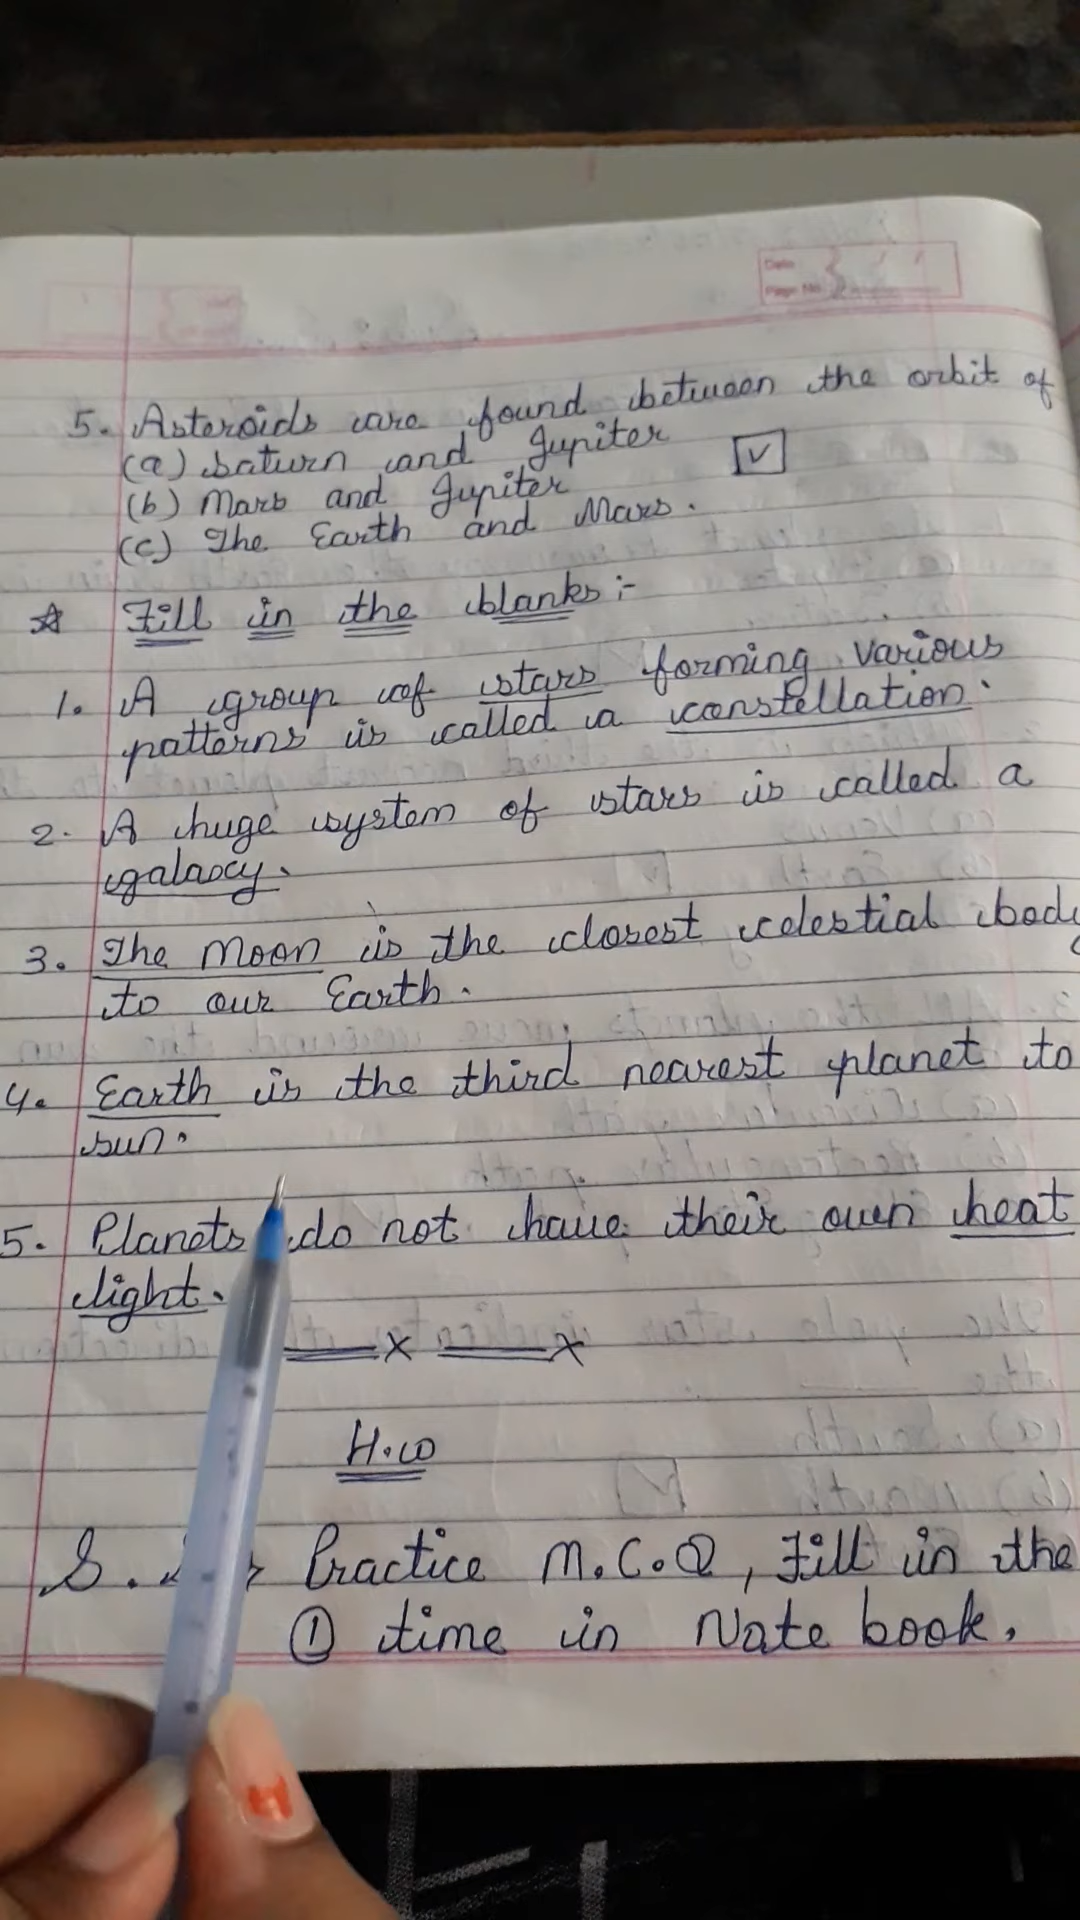 Date
Page No.
5. Asteroids are found between the orbit of
(a) Saturn and Jupiter
(b) Mars and Jupiter ✓
(c) The Earth and Mars.
☆ Fill in the blanks :-
1. A group of stars forming various
patterns is called a constellation.
2. A huge system of stars is called a
galaxy.
3. The Moon is the closest celestial body
to our Earth.
4. Earth is the third nearest planet to
sun.
5. Planets do not have their own heat
light.
x x
H.w
S. Practice M.C.Q, Fill in the
① time in Note book.